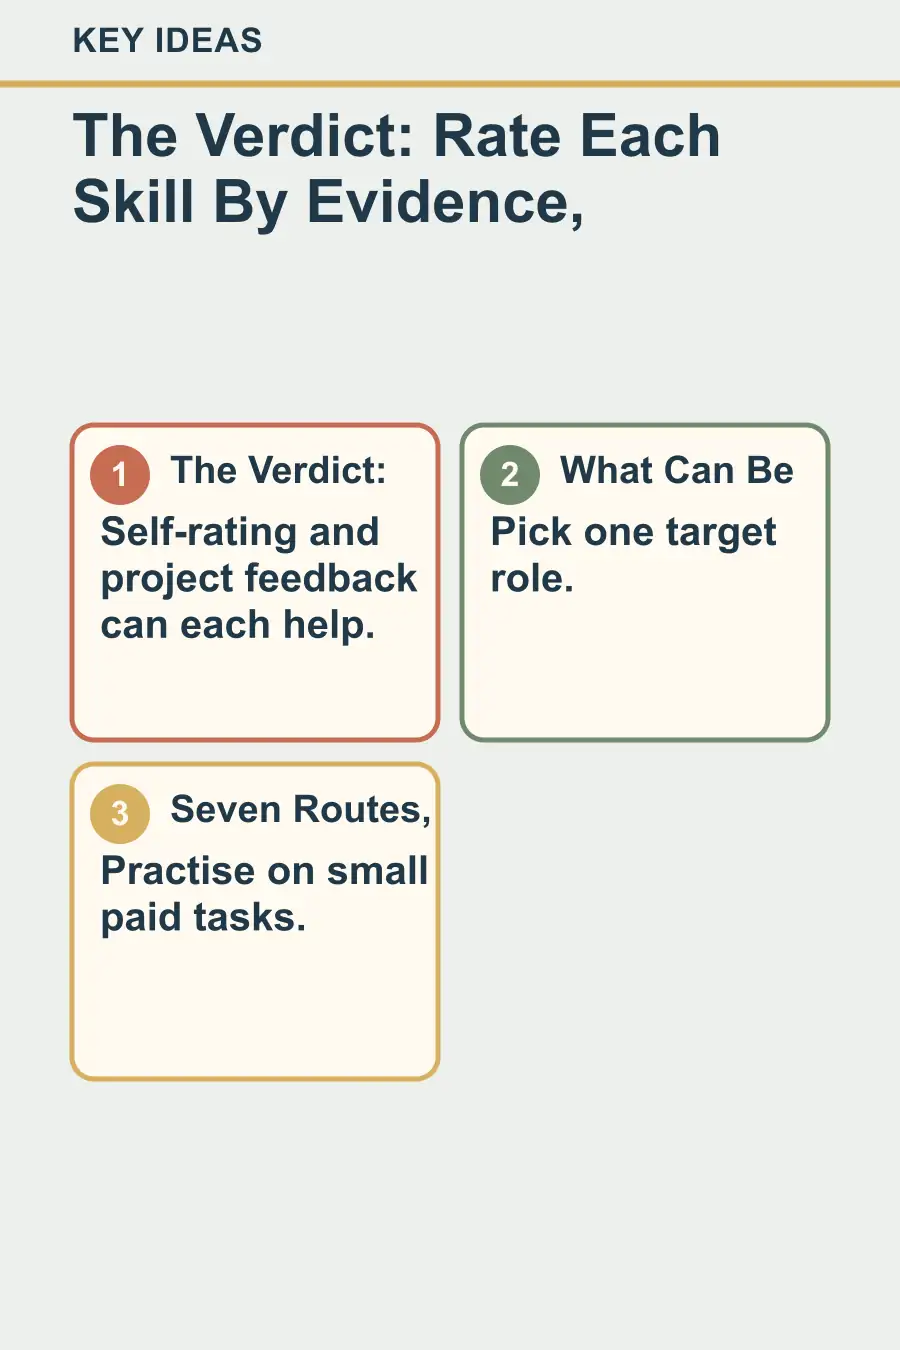 KEY IDEAS
The Verdict: Rate Each
Skill By Evidence,
1 The Verdict:
Self-rating and
project feedback
can each help.
2 What Can Be
Pick one target
role.
3 Seven Routes,
Practise on small
paid tasks.